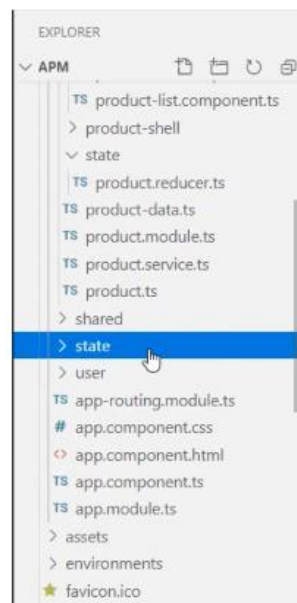 EXPLORER
APM
TS product-list.component.ts
product-shell
state
TS product.reducer.ts
TS product-data.ts
TS product.module.ts
TS product.service.ts
TS product.ts
shared
state
user
TS app-routing.module.ts
# app.component.css
<> app.component.html
TS app.component.ts
TS app.module.ts
assets
environments
favicon.ico